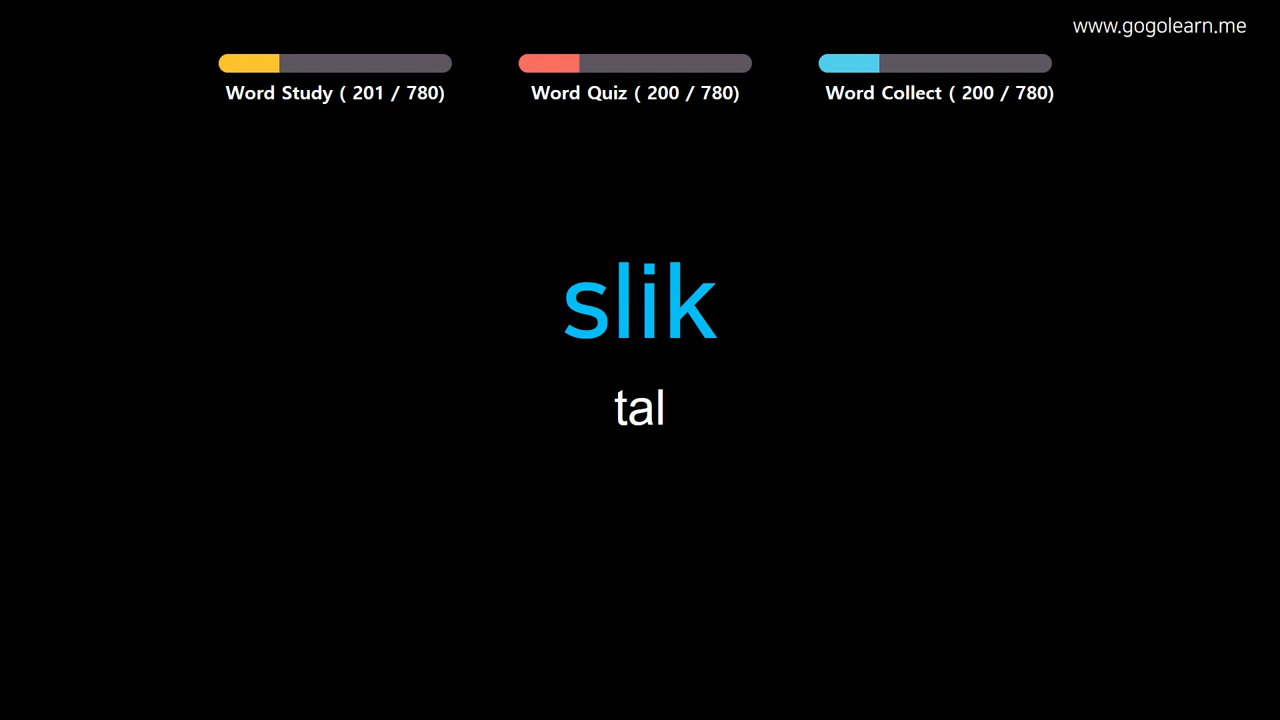 www.gogolearn.me
Word Study ( 201 / 780)
Word Quiz ( 200 / 780)
Word Collect ( 200 / 780)
slik
tal